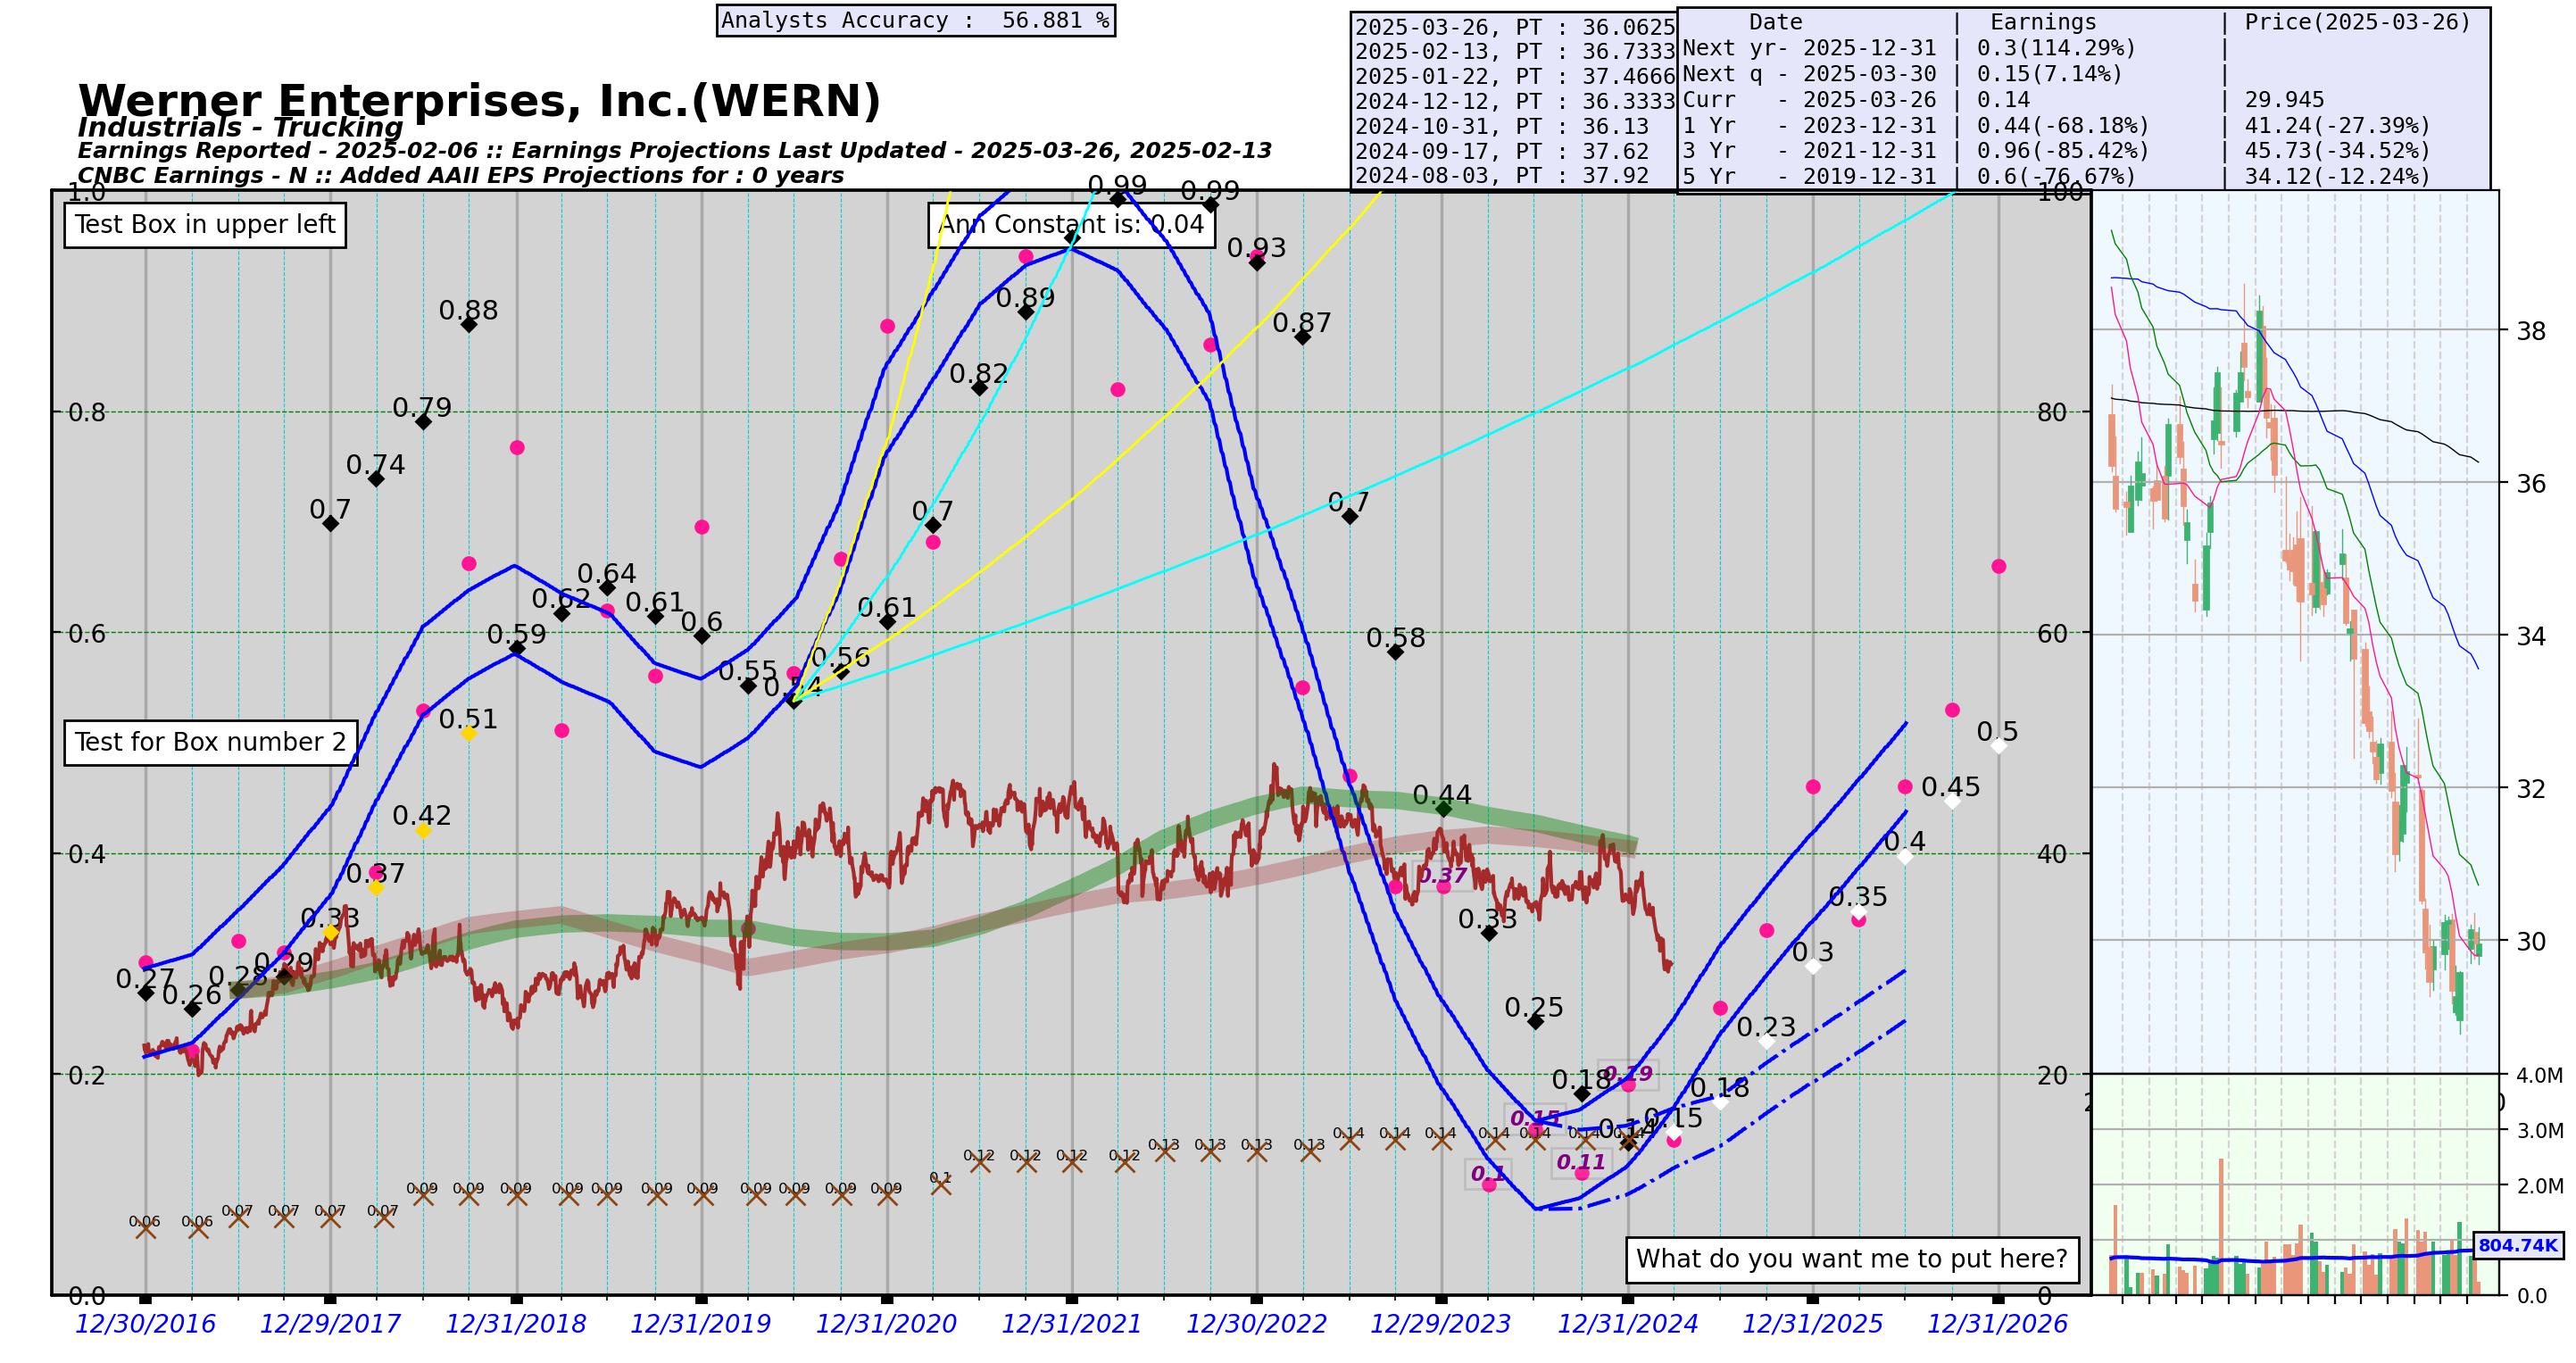 Analysts Accuracy :  56.881 %
2025-03-26, PT : 36.0625
2025-02-13, PT : 36.7333
2025-01-22, PT : 37.4666
2024-12-12, PT : 36.3333
2024-10-31, PT : 36.13
2024-09-17, PT : 37.62
2024-08-03, PT : 37.92
Date | Earnings | Price(2025-03-26)
Next yr- 2025-12-31 | 0.3(114.29%) |
Next q - 2025-03-30 | 0.15(7.14%) |
Curr - 2025-03-26 | 0.14 | 29.945
1 Yr - 2023-12-31 | 0.44(-68.18%) | 41.24(-27.39%)
3 Yr - 2021-12-31 | 0.96(-85.42%) | 45.73(-34.52%)
5 Yr - 2019-12-31 | 0.6(-76.67%) | 34.12(-12.24%)
Werner Enterprises, Inc.(WERN)
Industrials - Trucking
Earnings Reported - 2025-02-06 :: Earnings Projections Last Updated - 2025-03-26, 2025-02-13
CNBC Earnings - N :: Added AAII EPS Projections for : 0 years
Test Box in upper left
Ann Constant is: 0.04
Test for Box number 2
What do you want me to put here?
1.0
0.8
0.6
0.4
0.2
0.0
100
80
60
40
20
0
38
36
34
32
30
4.0M
3.0M
2.0M
804.74K
0.0
0.27
0.26
0.28
0.29
0.33
0.37
0.42
0.51
0.7
0.74
0.79
0.88
0.59
0.62
0.64
0.61
0.6
0.55
0.54
0.56
0.61
0.7
0.82
0.89
0.99
0.99
0.93
0.87
0.7
0.58
0.44
0.37
0.33
0.1
0.25
0.15
0.18
0.11
0.19
0.14
0.15
0.18
0.23
0.3
0.35
0.4
0.45
0.5
0.06 0.06 0.07 0.07 0.07 0.07 0.09 0.09 0.09 0.09 0.09 0.09 0.09 0.09 0.09 0.09 0.09 0.1 0.12 0.12 0.12 0.12 0.13 0.13 0.13 0.13 0.14 0.14 0.14 0.14 0.14 0.14
12/30/2016 12/29/2017 12/31/2018 12/31/2019 12/31/2020 12/31/2021 12/30/2022 12/29/2023 12/31/2024 12/31/2025 12/31/2026